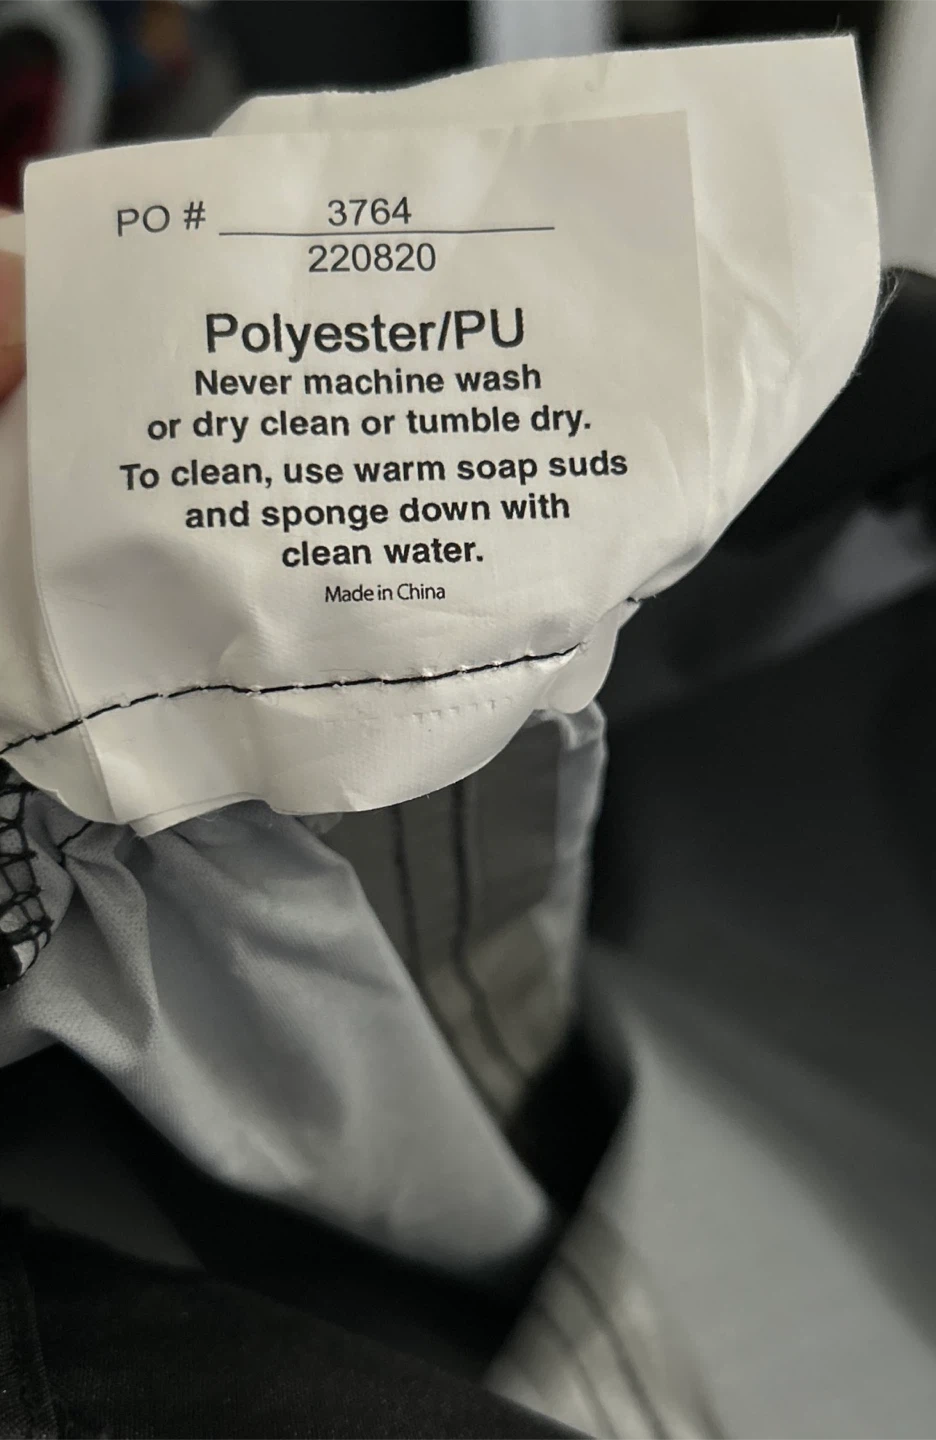 PO # 3764
220820
Polyester/PU
Never machine wash
or dry clean or tumble dry.
To clean, use warm soap suds
and sponge down with
clean water.
Made in China